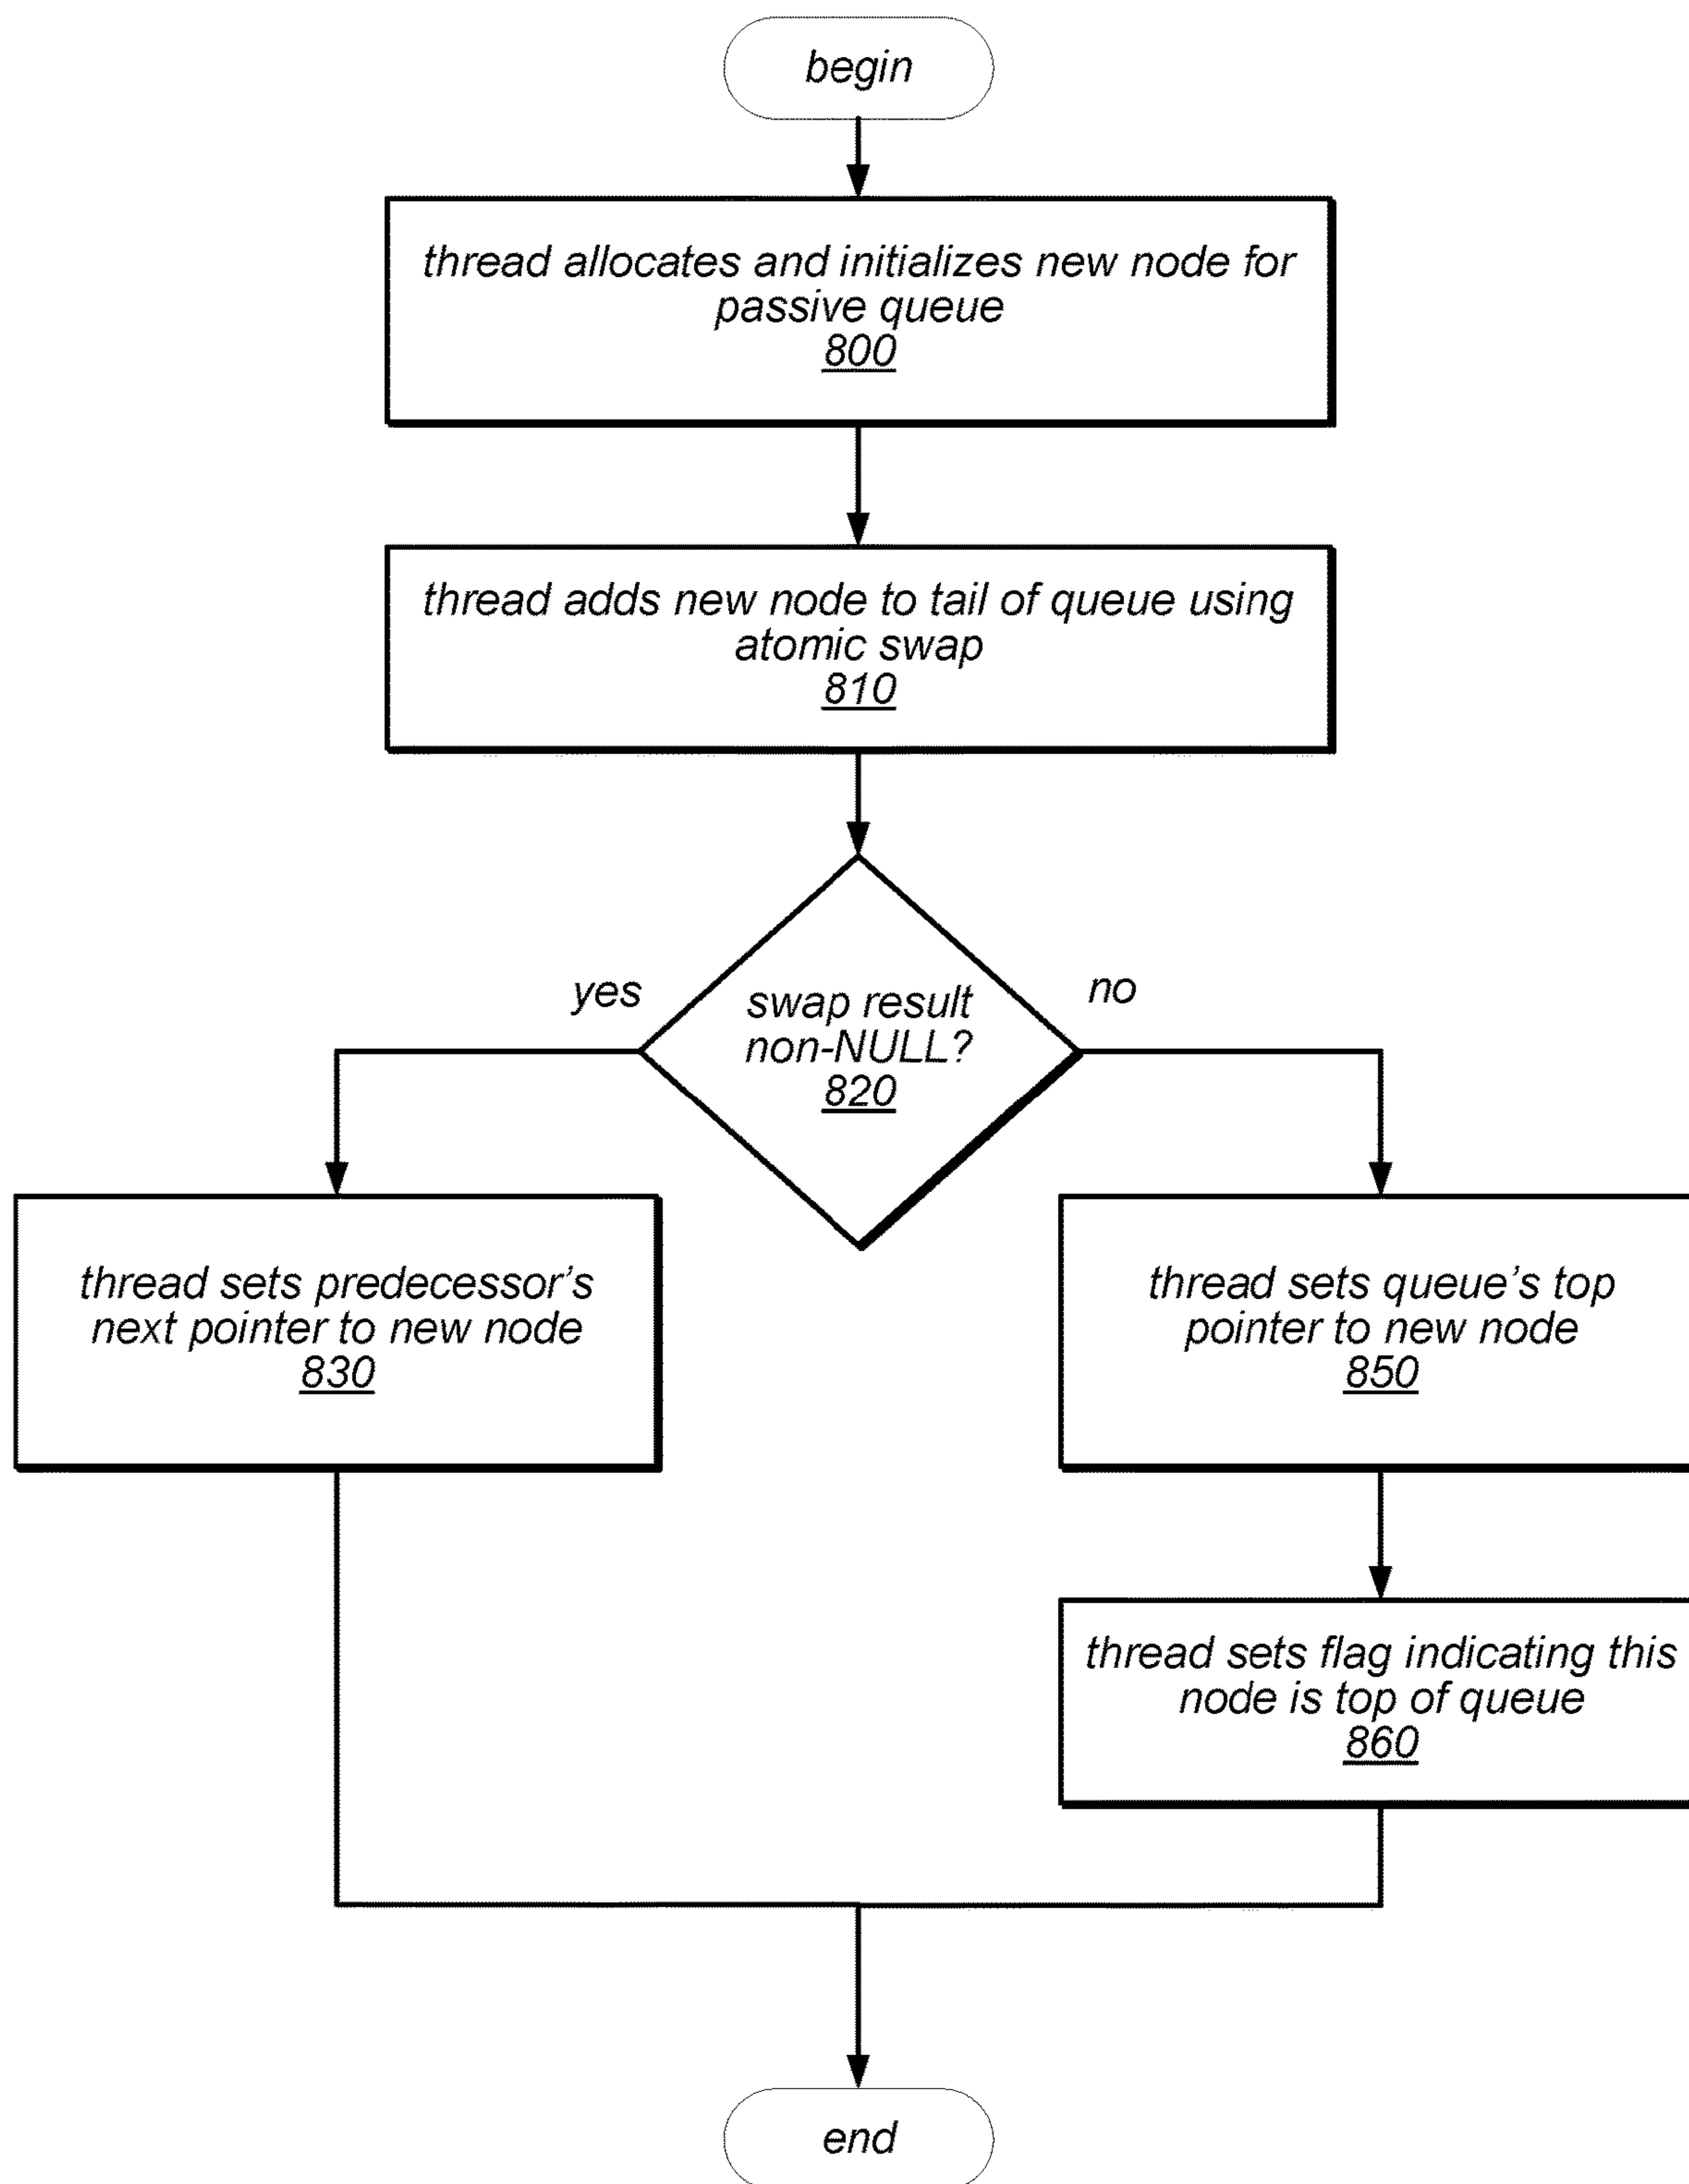 begin
thread allocates and initializes new node for
passive queue
800
thread adds new node to tail of queue using
atomic swap
810
yes
no
swap result
non-NULL?
820
thread sets predecessor's
next pointer to new node
830
thread sets queue's top
pointer to new node
850
thread sets flag indicating this
node is top of queue
860
end